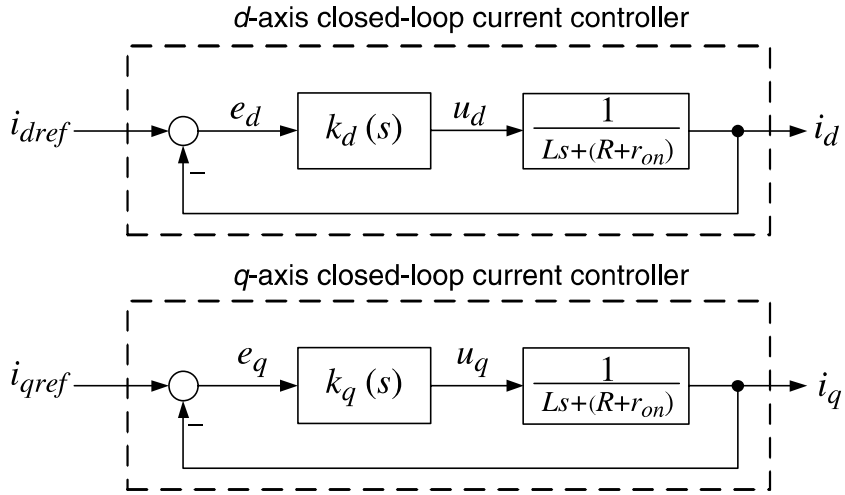 d-axis closed-loop current controller
i_dref
e_d
k_d (s)
u_d
1
Ls+(R+r_on)
i_d
−
q-axis closed-loop current controller
i_qref
e_q
k_q (s)
u_q
1
Ls+(R+r_on)
i_q
−